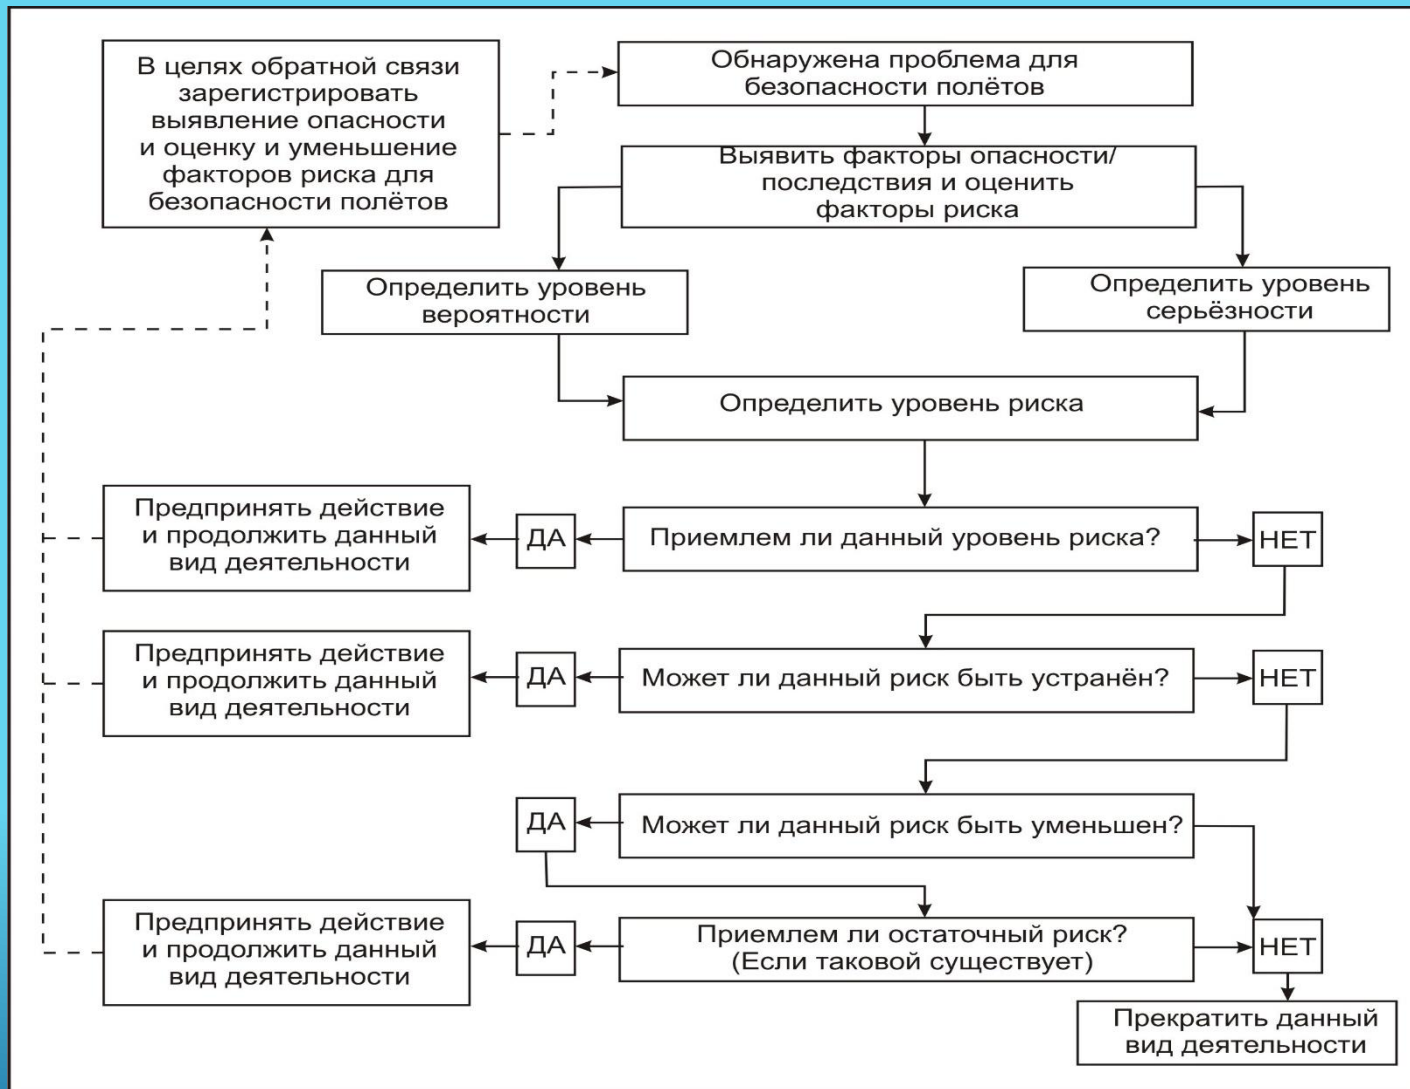 В целях обратной связи
зарегистрировать
выявление опасности
и оценку и уменьшение
факторов риска для
безопасности полётов
Обнаружена проблема для
безопасности полётов
Выявить факторы опасности/
последствия и оценить
факторы риска
Определить уровень
вероятности
Определить уровень
серьёзности
Определить уровень риска
Предпринять действие
и продолжить данный
вид деятельности
ДА
Приемлем ли данный уровень риска?
НЕТ
Предпринять действие
и продолжить данный
вид деятельности
ДА
Может ли данный риск быть устранён?
НЕТ
ДА
Может ли данный риск быть уменьшен?
Предпринять действие
и продолжить данный
вид деятельности
ДА
Приемлем ли остаточный риск?
(Если таковой существует)
НЕТ
Прекратить данный
вид деятельности